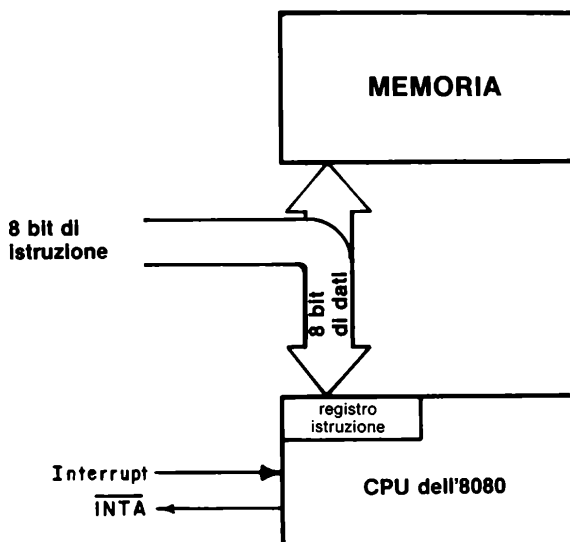 MEMORIA
8 bit di
istruzione
8 bit
di dati
registro
istruzione
Interrupt
CPU dell'8080
INTA